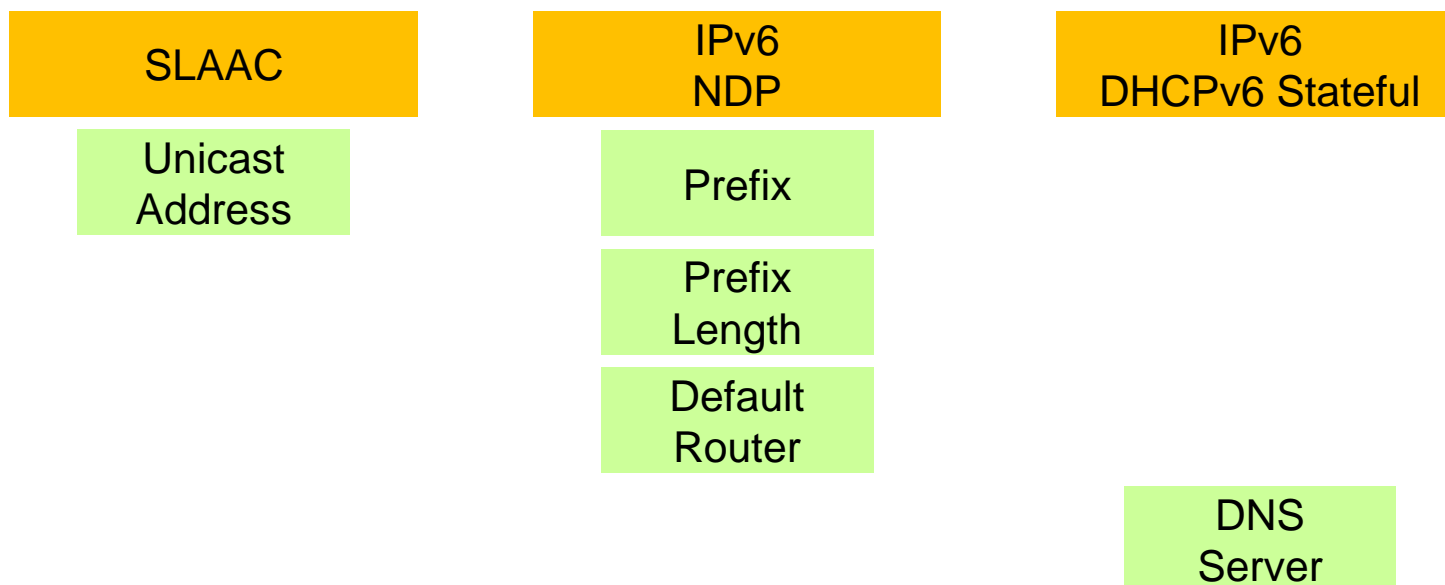 SLAAC
IPv6
NDP
IPv6
DHCPv6 Stateful
Unicast
Address
Prefix
Prefix
Length
Default
Router
DNS
Server